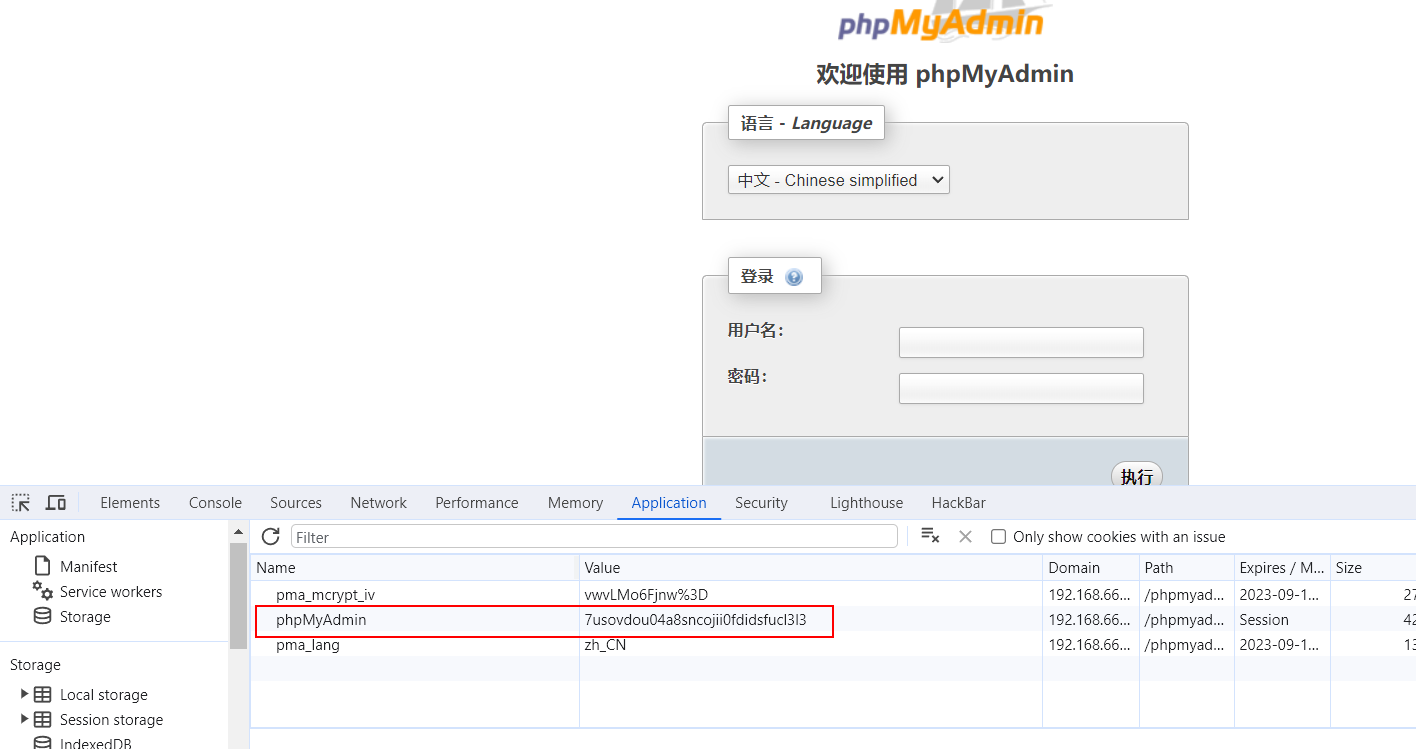 phpMyAdmin
欢迎使用 phpMyAdmin
语言 - Language
中文 - Chinese simplified
登录
用户名：
密码：
执行
Elements Console Sources Network Performance Memory Application Security Lighthouse HackBar
Application
Filter
Only show cookies with an issue
Manifest
Service workers
Storage
Name Value Domain Path Expires / M... Size
pma_mcrypt_iv vwvLMo6Fjnw%3D 192.168.66... /phpmyad... 2023-09-1... 27
phpMyAdmin 7usovdou04a8sncojii0fdidsfucl3l3 192.168.66... /phpmyad... Session 42
pma_lang zh_CN 192.168.66... /phpmyad... 2023-09-1... 13
Storage
Local storage
Session storage
IndexedDB